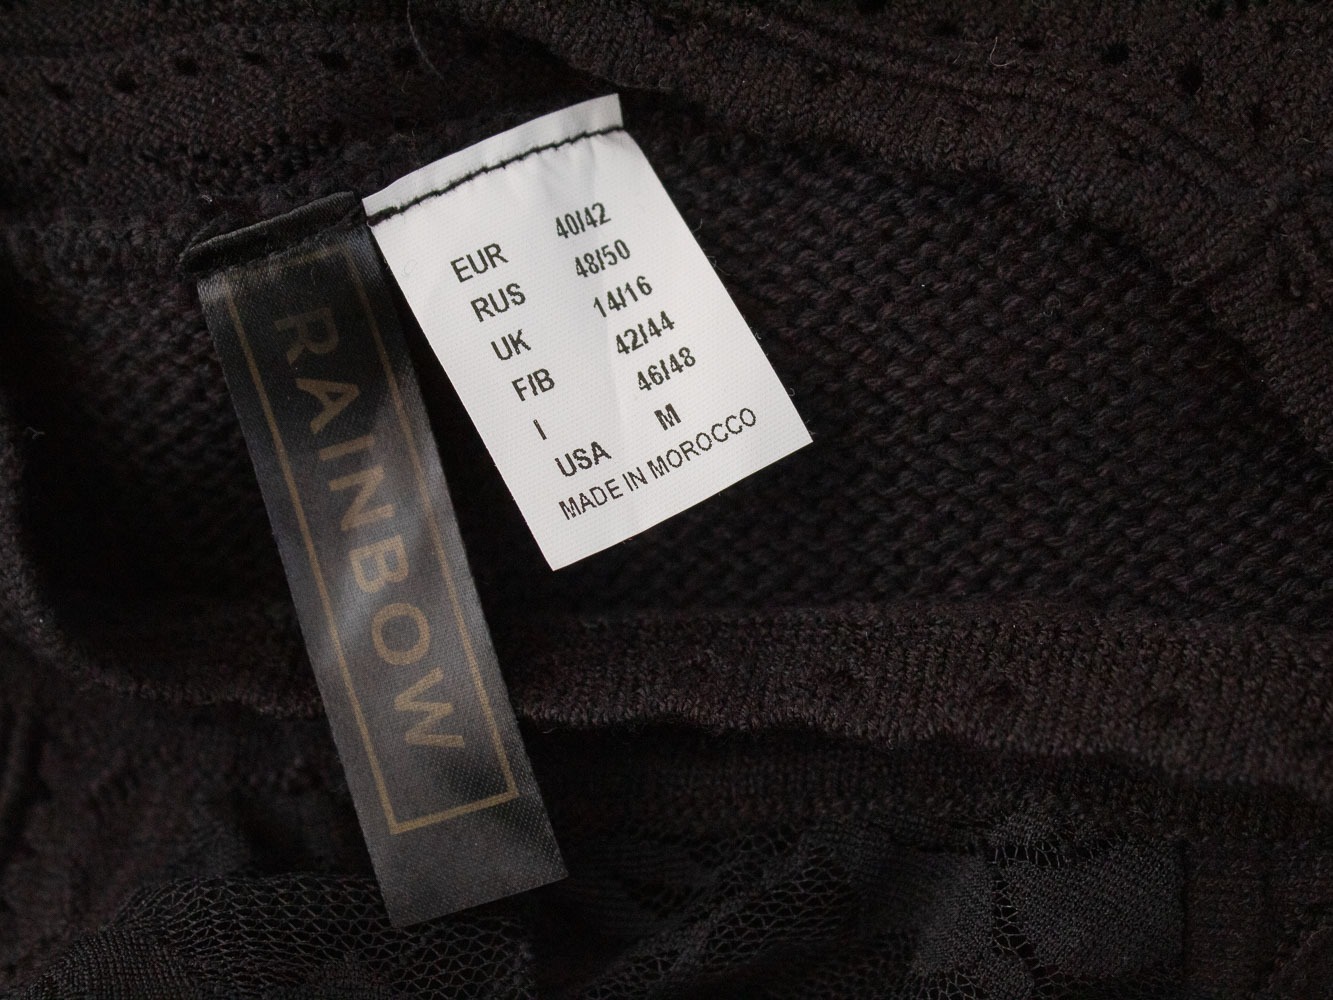 EUR 40/42
RUS 48/50
UK 14/16
F/B 42/44
I 46/48
USA M
MADE IN MOROCCO
RAINBOW